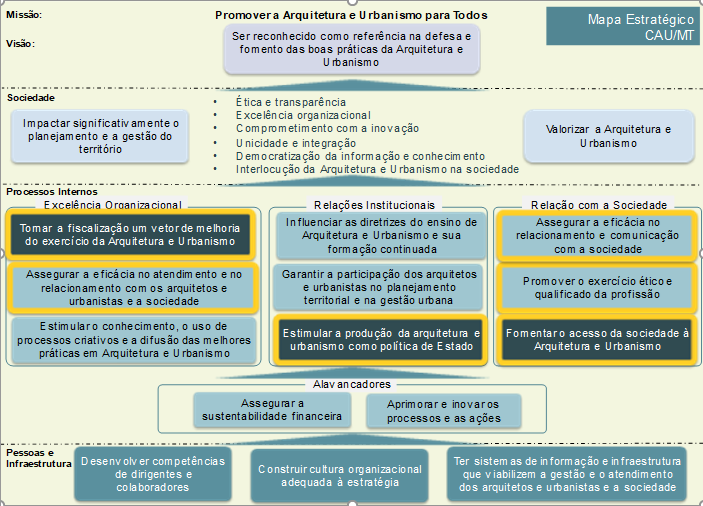 Missão:
Promover a Arquitetura e Urbanismo para Todos
Mapa Estratégico
CAU/MT
Visão:
Ser reconhecido como referência na defesa e
fomento das boas práticas da Arquitetura e
Urbanismo
Sociedade
Impactar significativamente o
planejamento e a gestão do
território
• Ética e transparência
• Excelência organizacional
• Comprometimento com a inovação
• Unicidade e integração
• Democratização da informação e conhecimento
• Interlocução da Arquitetura e Urbanismo na sociedade
Valorizar a Arquitetura e
Urbanismo
Processos Internos
Excelência Organizacional
Tornar a fiscalização um vetor de melhoria
do exercício da Arquitetura e Urbanismo
Assegurar a eficácia no atendimento e no
relacionamento com os arquitetos e
urbanistas e a sociedade
Estimular o conhecimento, o uso de
processos criativos e a difusão das melhores
práticas em Arquitetura e Urbanismo
Relações Institucionais
Influenciar as diretrizes do ensino de
Arquitetura e Urbanismo e sua
formação continuada
Garantir a participação dos arquitetos
e urbanistas no planejamento
territorial e na gestão urbana
Estimular a produção da arquitetura e
urbanismo como política de Estado
Relação com a Sociedade
Assegurar a eficácia no
relacionamento e comunicação
com a sociedade
Promover o exercício ético e
qualificado da profissão
Fomentar o acesso da sociedade à
Arquitetura e Urbanismo
Alavancadores
Assegurar a
sustentabilidade financeira
Aprimorar e inovar os
processos e as ações
Pessoas e
Infraestrutura
Desenvolver competências
de dirigentes e
colaboradores
Construir cultura organizacional
adequada à estratégia
Ter sistemas de informação e infraestrutura
que viabilizem a gestão e o atendimento
dos arquitetos e urbanistas e a sociedade